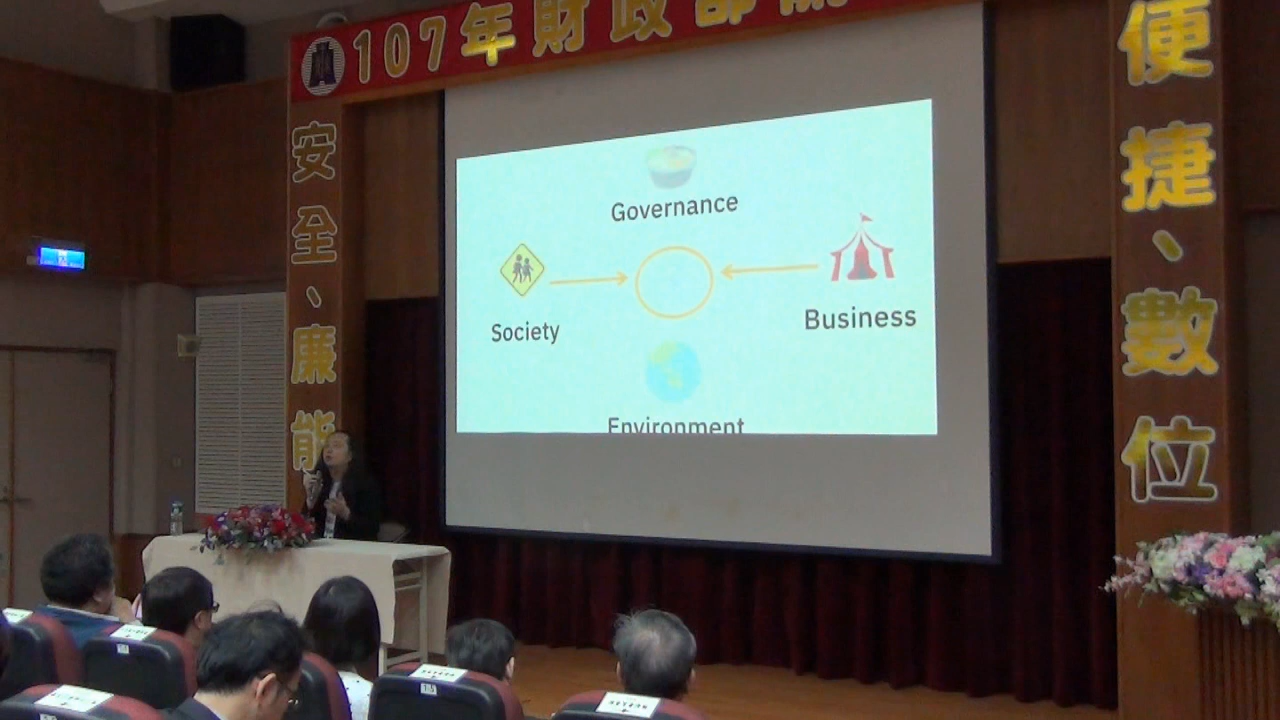 107年財政部
安全、廉能
便捷、數位
Governance
Society
Business
Environment